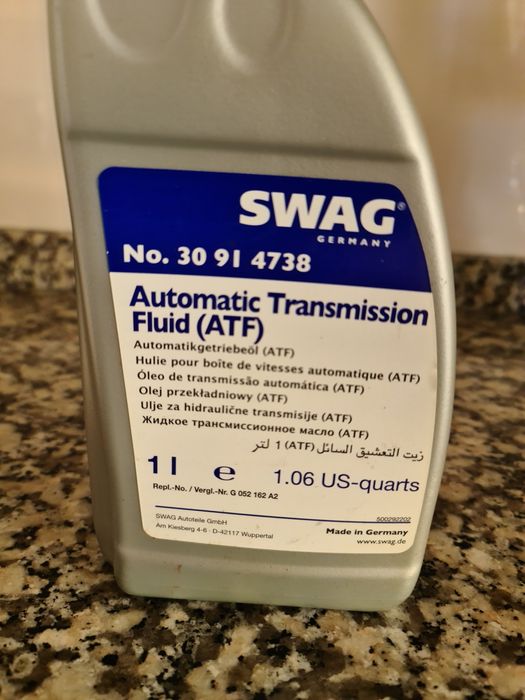 SWAG®
GERMANY
No. 30 91 4738
Automatic Transmission
Fluid (ATF)
Automatikgetriebeöl (ATF)
Hulie pour boîte de vitesses automatique (ATF)
Óleo de transmissão automática (ATF)
Olej przekładniowy (ATF)
Ulje za hidraulične transmisije (ATF)
Жидкое трансмиссионное масло (ATF)
زيت التعشيق السائل (ATF) 1 لتر
1 l e 1.06 US-quarts
Repl.-No. / Vergl.-Nr. G 052 162 A2
500292202
SWAG Autoteile GmbH
Am Kiesberg 4-6 · D-42117 Wuppertal
Made in Germany
www.swag.de